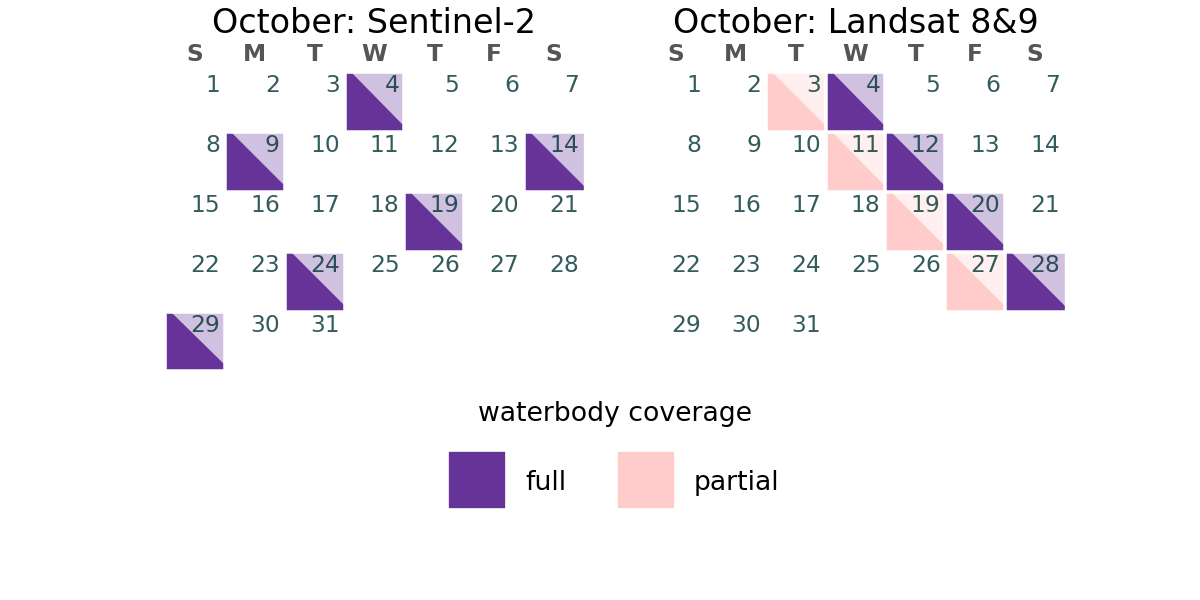 October: Sentinel-2
S M T W T F S
1 2 3 4 5 6 7
8 9 10 11 12 13 14
15 16 17 18 19 20 21
22 23 24 25 26 27 28
29 30 31
October: Landsat 8&9
S M T W T F S
1 2 3 4 5 6 7
8 9 10 11 12 13 14
15 16 17 18 19 20 21
22 23 24 25 26 27 28
29 30 31
waterbody coverage
full partial